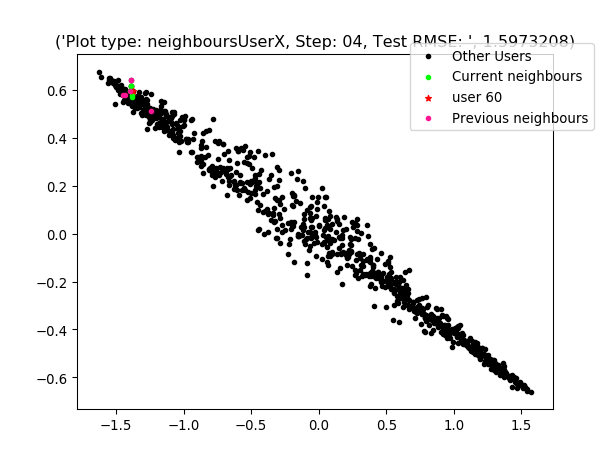 ('Plot type: neighboursUserX, Step: 04, Test RMSE: ', 1.5973208)
Other Users
Current neighbours
user 60
Previous neighbours
0.6
0.4
0.2
0.0
−0.2
−0.4
−0.6
−1.5 −1.0 −0.5 0.0 0.5 1.0 1.5